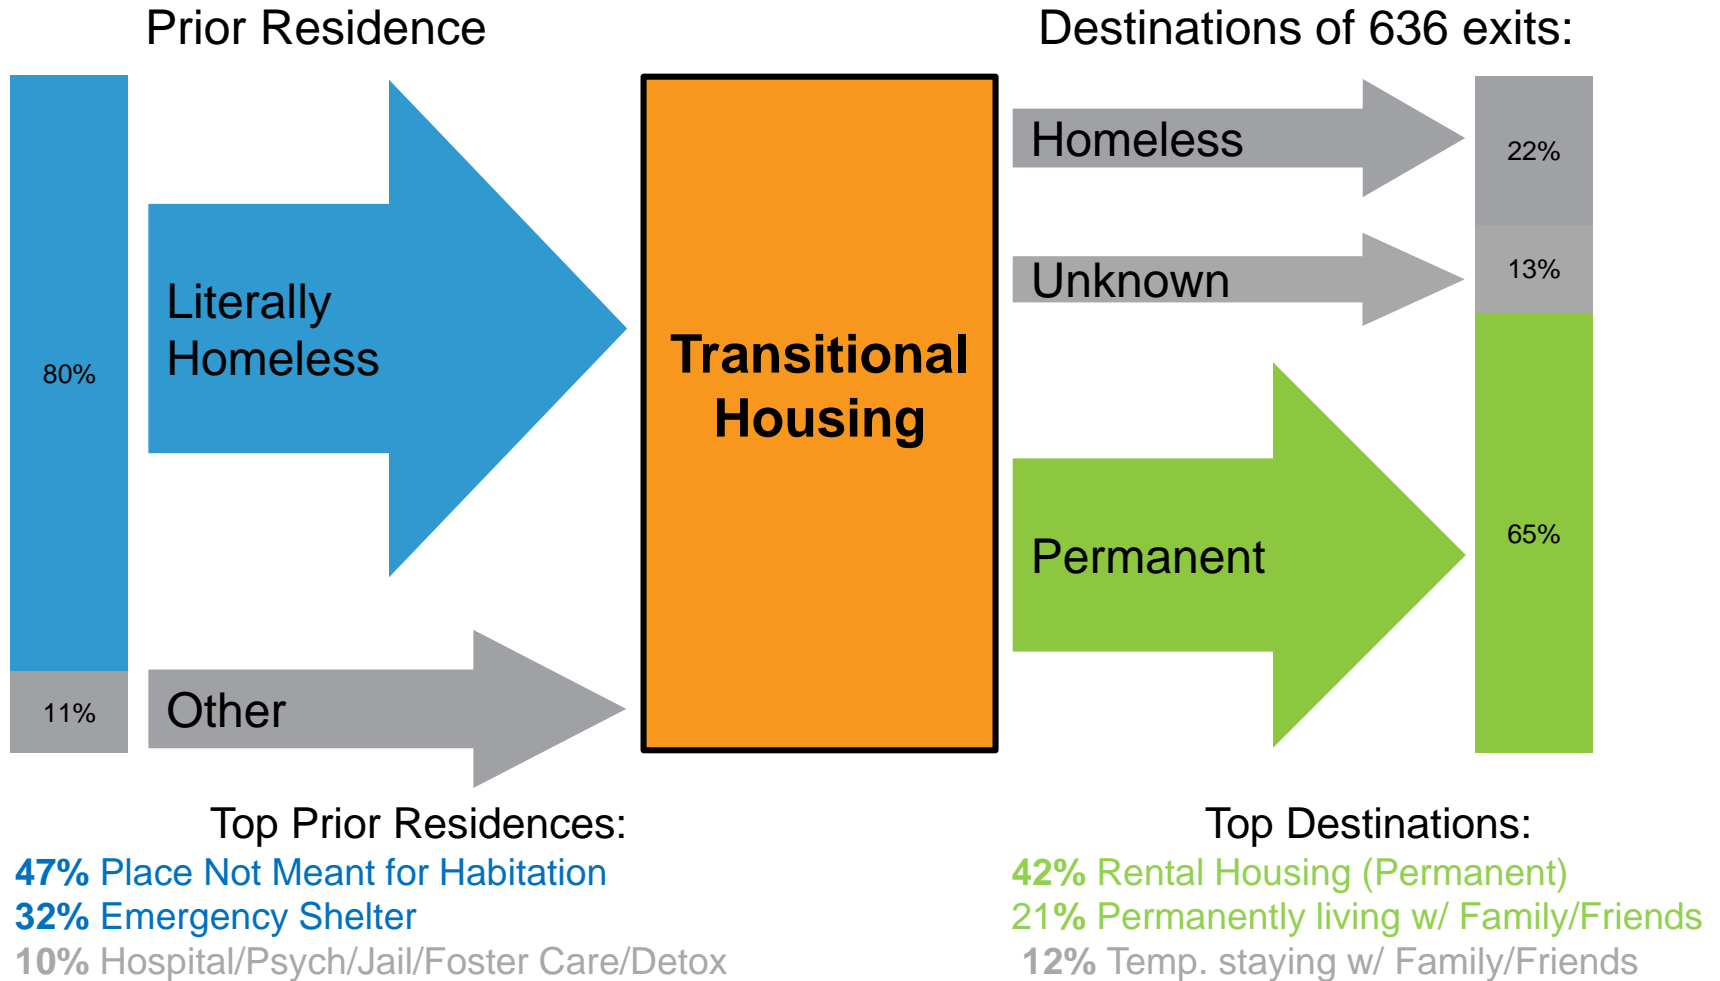 Prior Residence
Destinations of 636 exits:
80%
11%
Literally
Homeless
Other
Transitional
Housing
Homeless
Unknown
Permanent
22%
13%
65%
Top Prior Residences:
47% Place Not Meant for Habitation
32% Emergency Shelter
10% Hospital/Psych/Jail/Foster Care/Detox
Top Destinations:
42% Rental Housing (Permanent)
21% Permanently living w/ Family/Friends
12% Temp. staying w/ Family/Friends